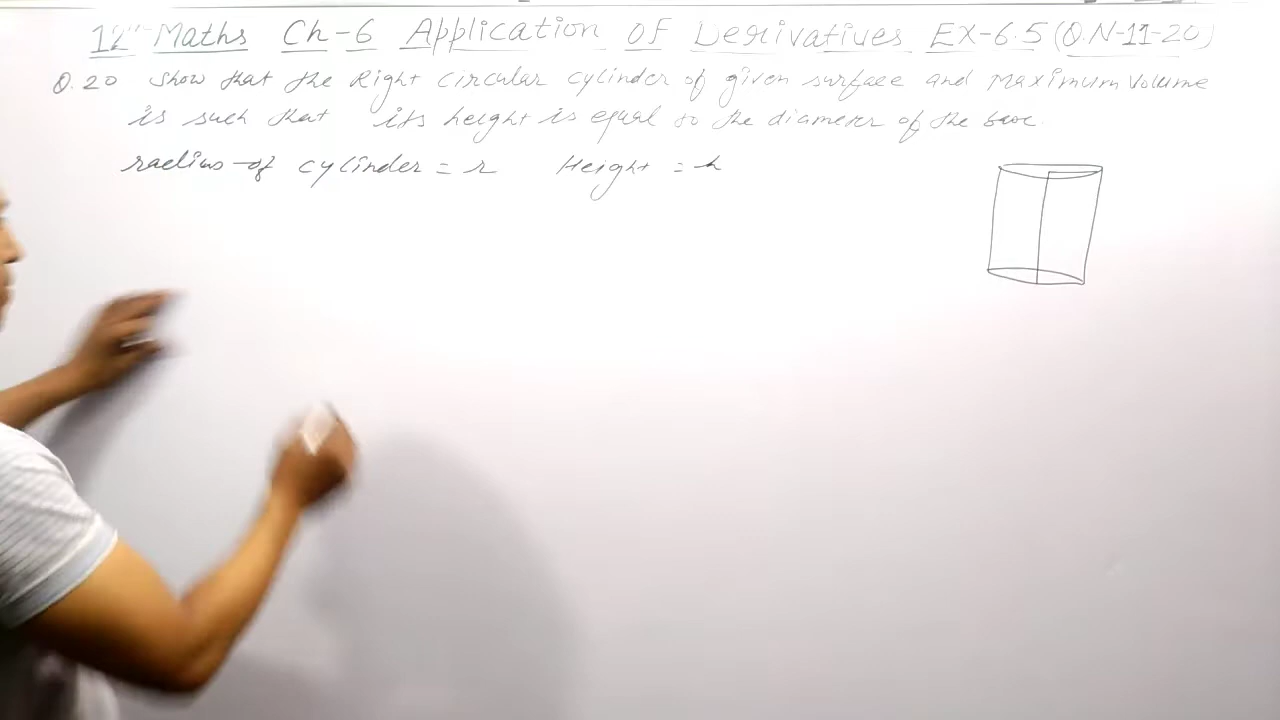 12th Maths Ch-6 Application of Derivatives EX-6.5 (Q.N-11-20)
Q.20 Show that the Right circular cylinder of given surface and Maximum Volume
is such that its height is equal to the diameter of the base.
radius of cylinder = r Height = h